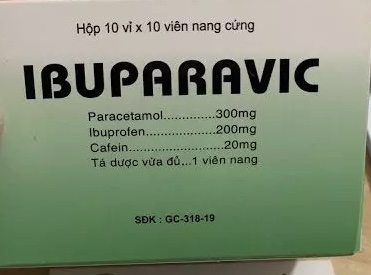 Hộp 10 vỉ x 10 viên nang cứng
IBUPARAVIC
Paracetamol..............300mg
Ibuprofen...................200mg
Cafein..........................20mg
Tá dược vừa đủ...1 viên nang
SĐK : GC-318-19